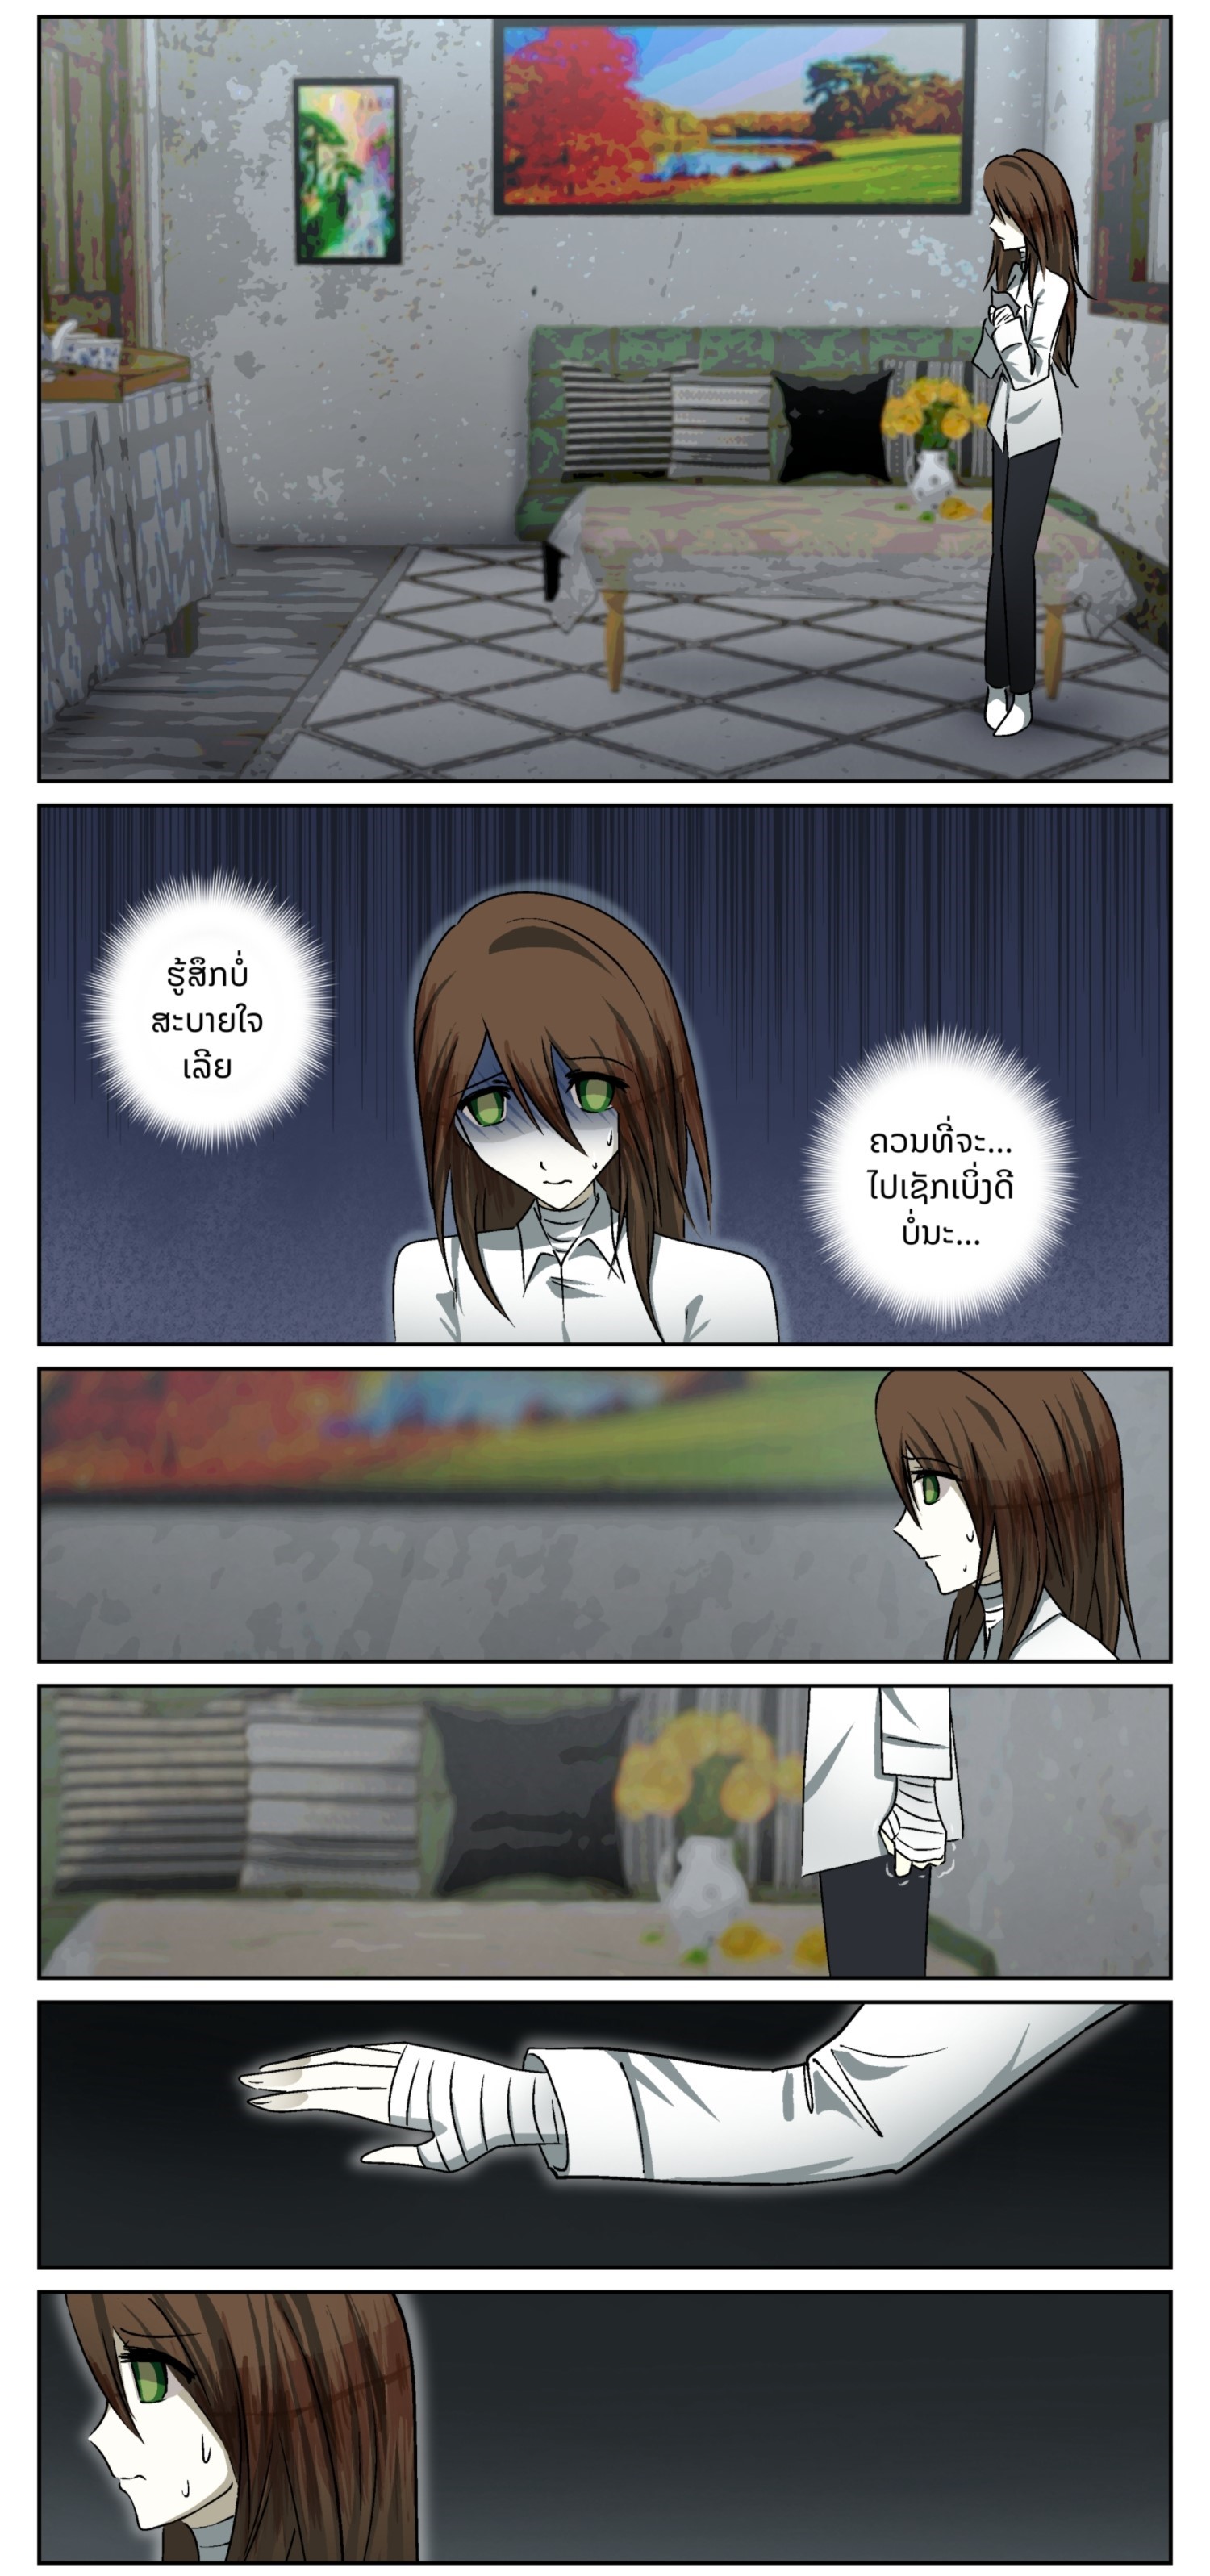 ຮູ້ສຶກບໍ່
ສະບາຍໃຈ
ເລີຍ
ຄວນທີ່ຈະ...
ໄປເຊັກເບິ່ງດີ
ບໍ່ນະ...